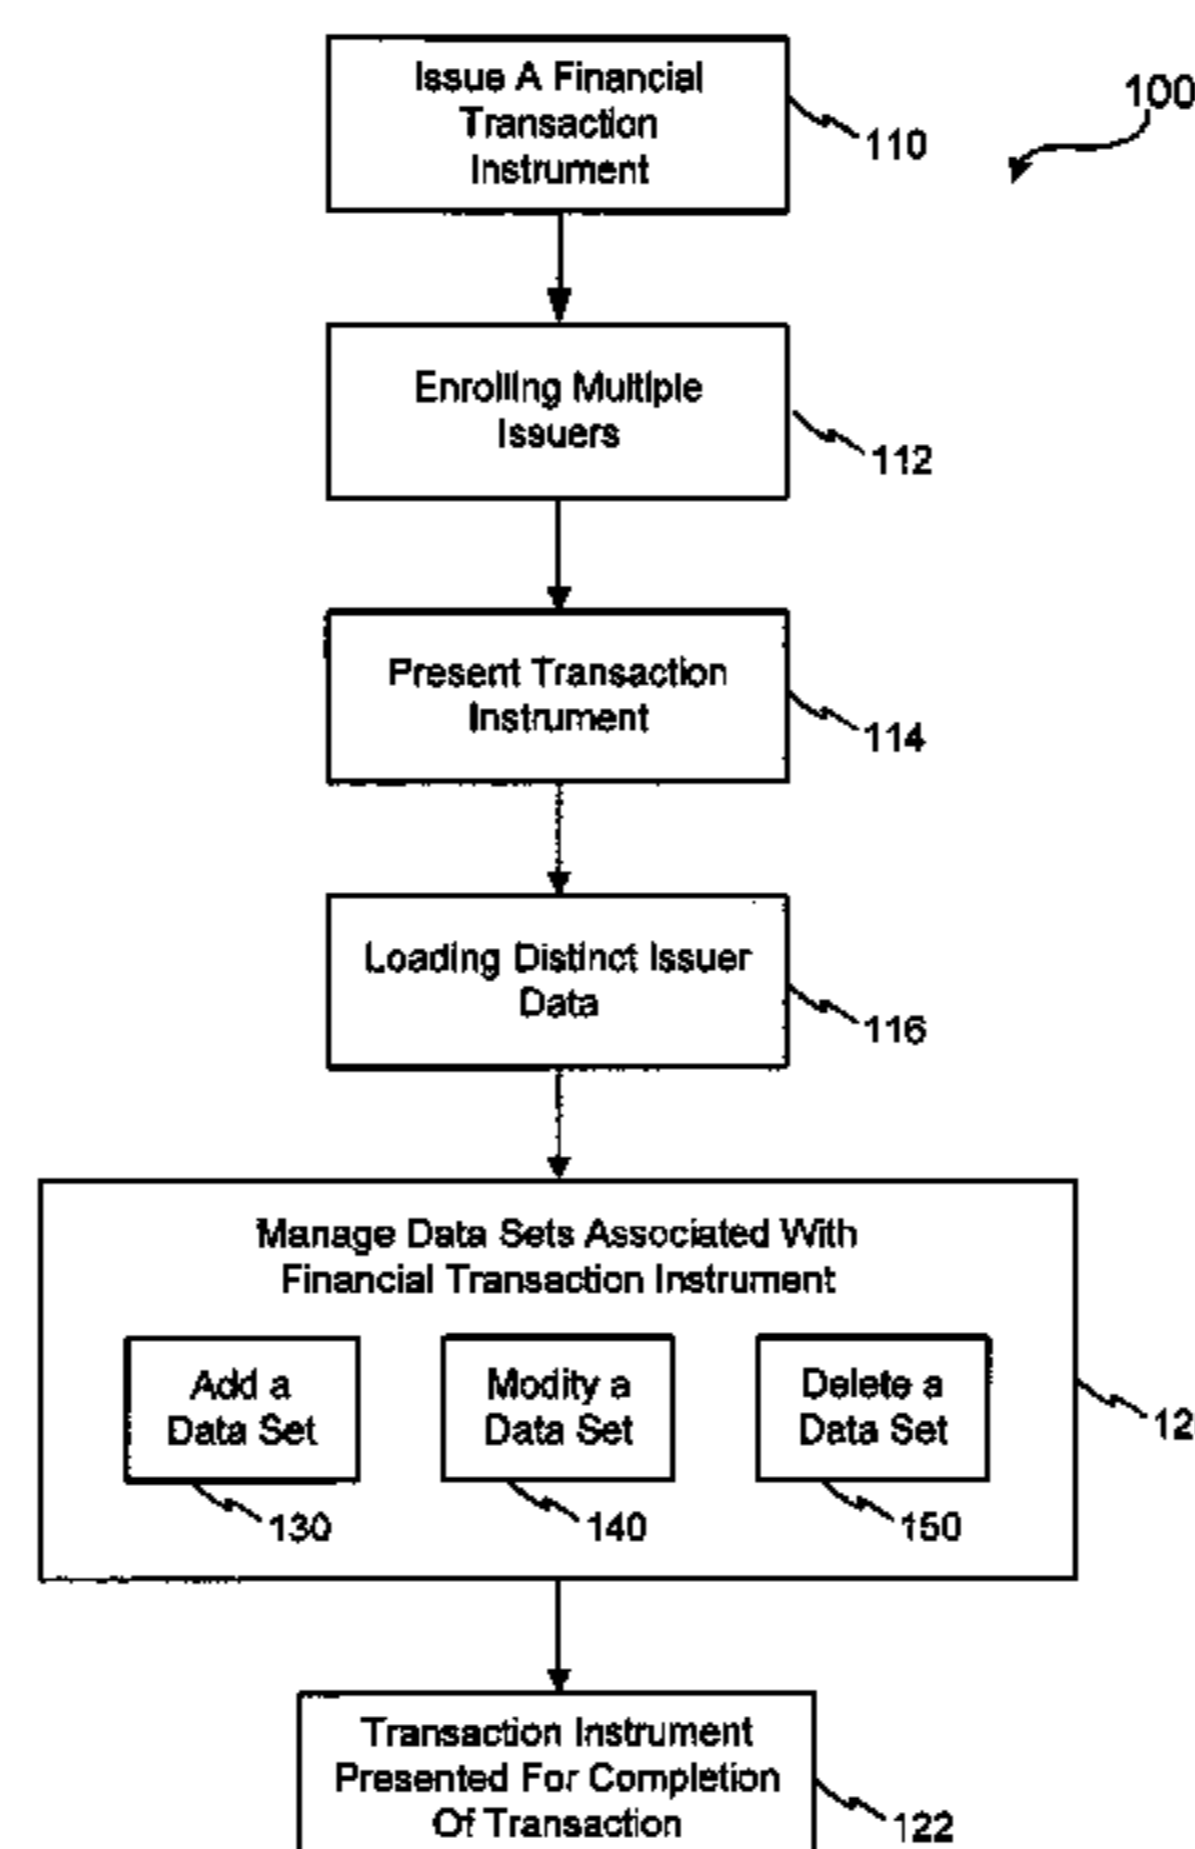 Issue A Financial
Transaction
Instrument
100
110
Enrolling Multiple
Issuers
112
Present Transaction
Instrument
114
Loading Distinct Issuer
Data
116
Manage Data Sets Associated With
Financial Transaction Instrument
Add a
Data Set
Modify a
Data Set
Delete a
Data Set
130
140
150
Transaction Instrument
Presented For Completion
Of Transaction
122